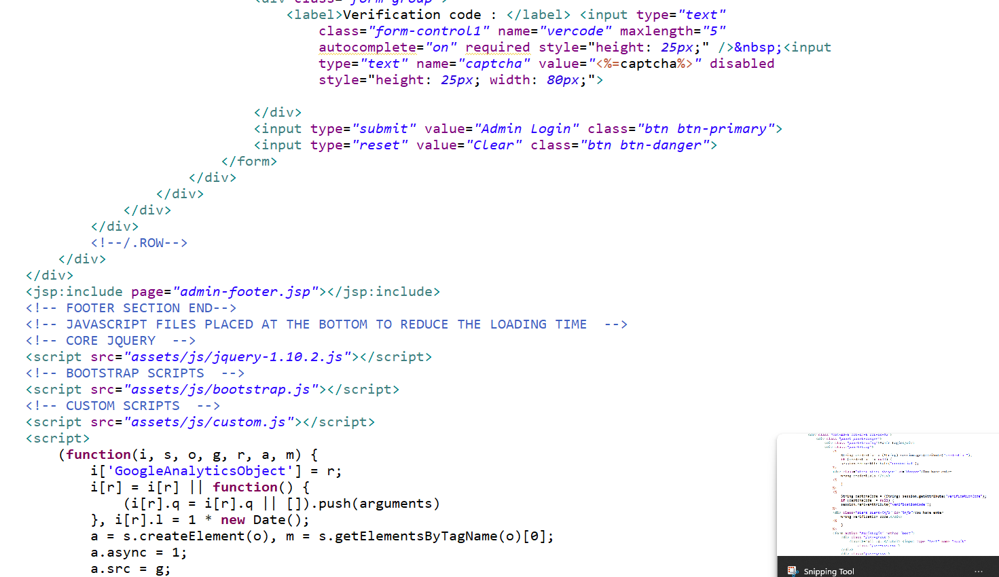 <div class="form-group">
<label>Verification code : </label> <input type="text"
class="form-control1" name="vercode" maxlength="5"
autocomplete="on" required style="height: 25px;" />&nbsp;<input
type="text" name="captcha" value="<%=captcha%>" disabled
style="height: 25px; width: 80px;">
</div>
<input type="submit" value="Admin Login" class="btn btn-primary">
<input type="reset" value="Clear" class="btn btn-danger">
</form>
</div>
</div>
</div>
</div>
<!--/.ROW-->
</div>
</div>
<jsp:include page="admin-footer.jsp"></jsp:include>
<!-- FOOTER SECTION END-->
<!-- JAVASCRIPT FILES PLACED AT THE BOTTOM TO REDUCE THE LOADING TIME  -->
<!-- CORE JQUERY  -->
<script src="assets/js/jquery-1.10.2.js"></script>
<!-- BOOTSTRAP SCRIPTS  -->
<script src="assets/js/bootstrap.js"></script>
<!-- CUSTOM SCRIPTS  -->
<script src="assets/js/custom.js"></script>
<script>
(function(i, s, o, g, r, a, m) {
i['GoogleAnalyticsObject'] = r;
i[r] = i[r] || function() {
(i[r].q = i[r].q || []).push(arguments)
}, i[r].l = 1 * new Date();
a = s.createElement(o), m = s.getElementsByTagName(o)[0];
a.async = 1;
a.src = g;
Snipping Tool